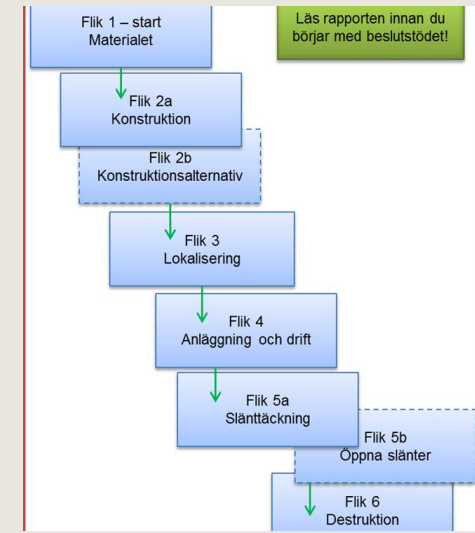 Flik 1 – start
Materialet
Läs rapporten innan du
börjar med beslutstödet!
Flik 2a
Konstruktion
Flik 2b
Konstruktionsalternativ
Flik 3
Lokalisering
Flik 4
Anläggning och drift
Flik 5a
Slänttäckning
Flik 5b
Öppna slänter
Flik 6
Destruktion